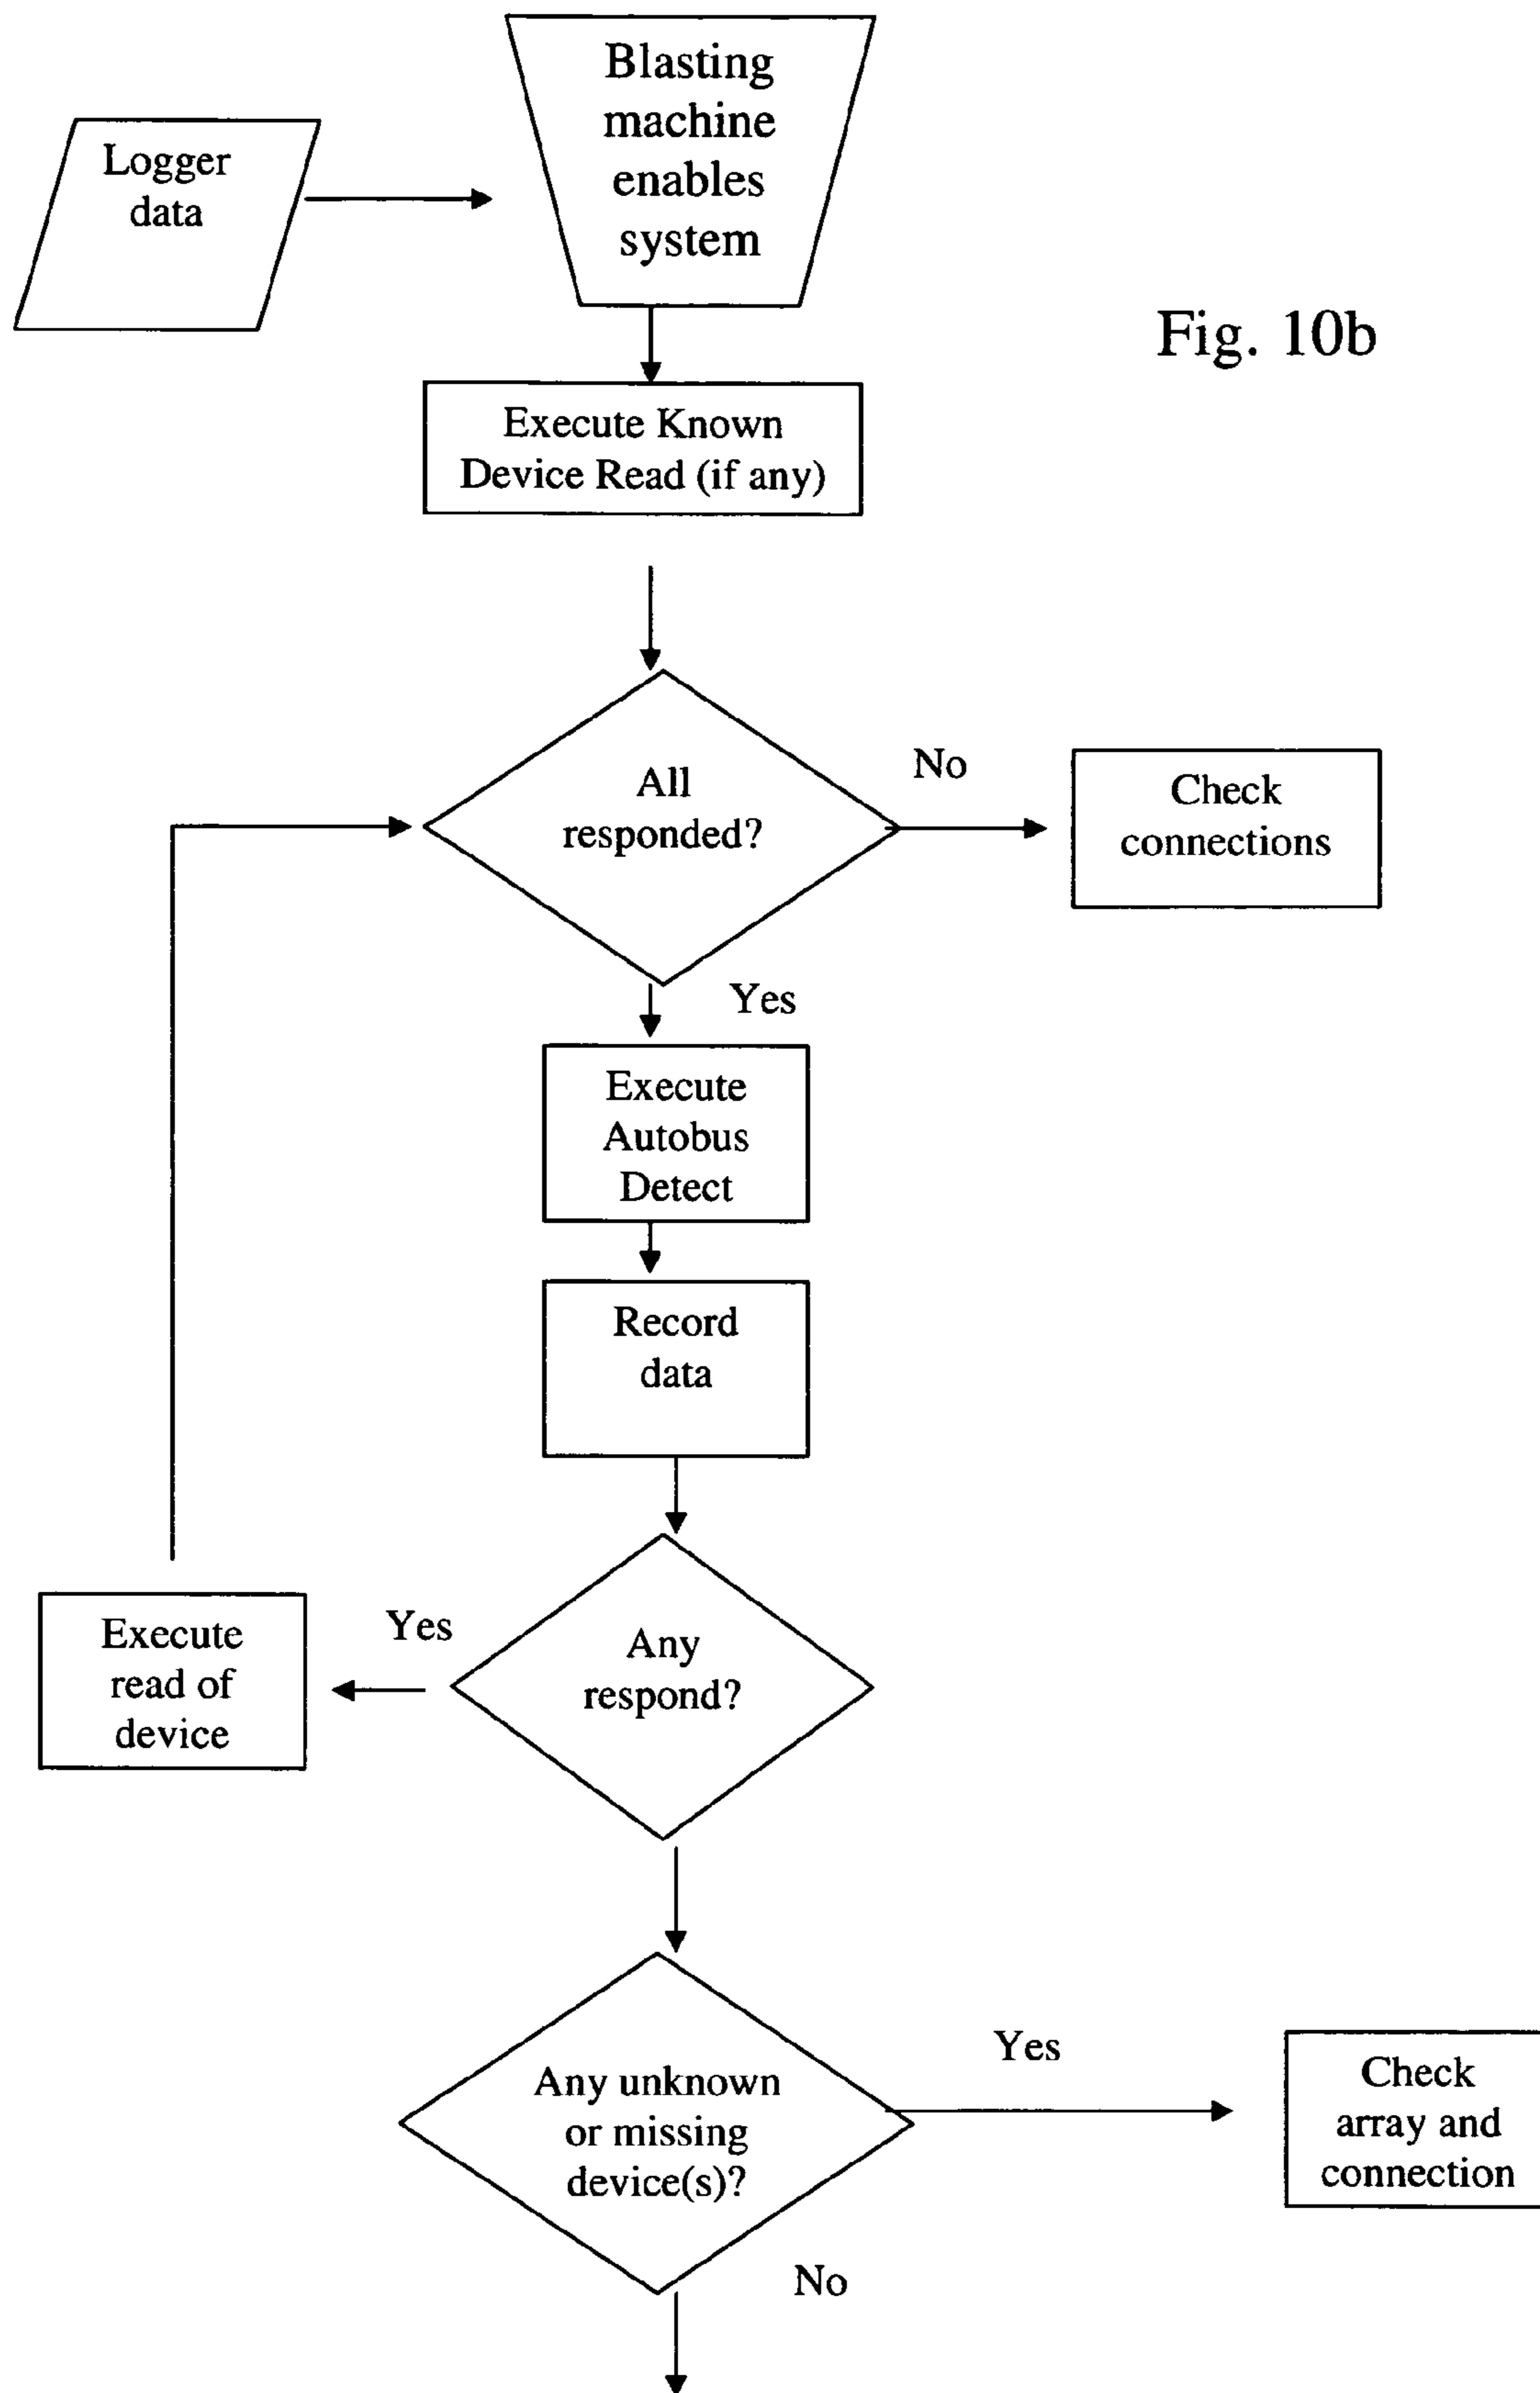 Blasting
machine
enables
system
Logger
data
Fig. 10b
Execute Known
Device Read (if any)
All
responded?
No
Check
connections
Yes
Execute
Autobus
Detect
Record
data
Execute
read of
device
Yes
Any
respond?
Any unknown
or missing
device(s)?
Yes
Check
array and
connection
No